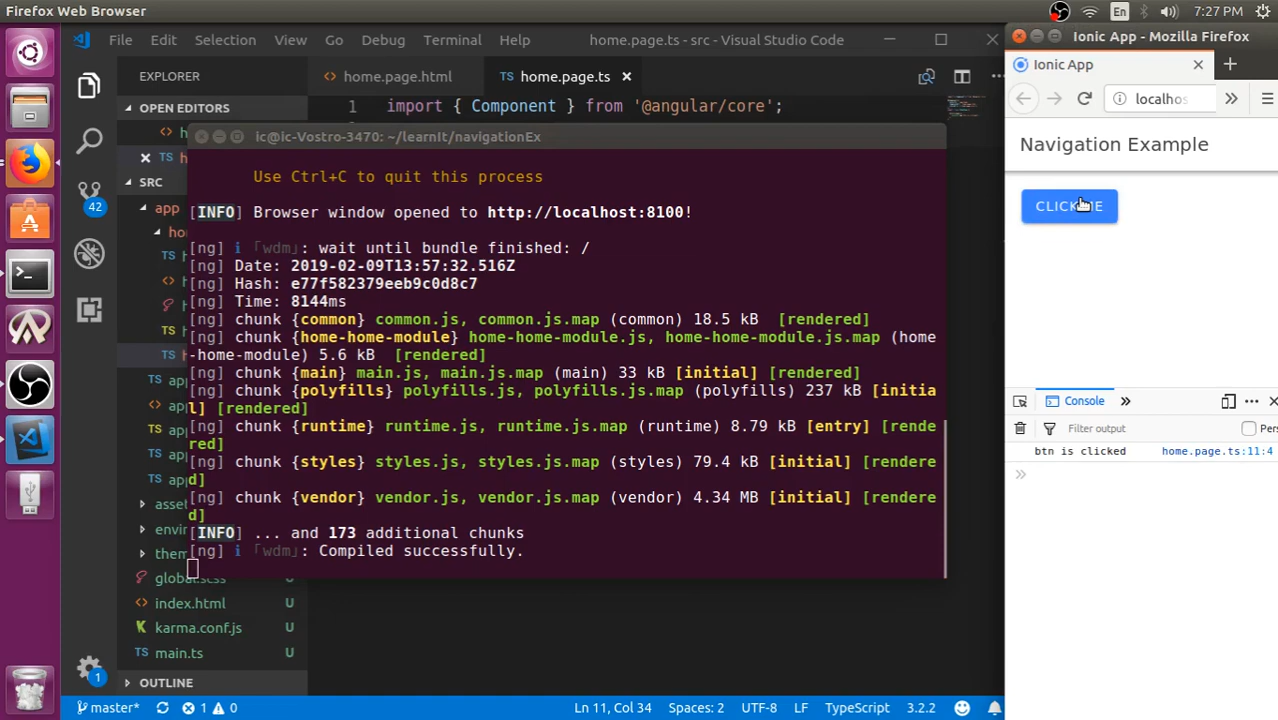 Firefox Web Browser
En
7:27 PM
File Edit Selection View Go Debug Terminal Help
home.page.ts - src - Visual Studio Code
EXPLORER
home.page.html
home.page.ts
OPEN EDITORS
1 import { Component } from '@angular/core';
TS
SRC
42
app
TS
TS
TS
index.html U
karma.conf.js U
main.ts U
OUTLINE
1
ic@ic-Vostro-3470: ~/learnIt/navigationEx
Use Ctrl+C to quit this process
[INFO] Browser window opened to http://localhost:8100!
[ng] ℹ ｢wdm｣: wait until bundle finished: /
[ng] Date: 2019-02-09T13:57:32.516Z
[ng] Hash: e77f582379eeb9c0d8c7
[ng] Time: 8144ms
[ng] chunk {common} common.js, common.js.map (common) 18.5 kB [rendered]
[ng] chunk {home-home-module} home-home-module.js, home-home-module.js.map (home
-home-module) 5.6 kB [rendered]
[ng] chunk {main} main.js, main.js.map (main) 33 kB [initial] [rendered]
[ng] chunk {polyfills} polyfills.js, polyfills.js.map (polyfills) 237 kB [initia
l] [rendered]
[ng] chunk {runtime} runtime.js, runtime.js.map (runtime) 8.79 kB [entry] [rende
red]
[ng] chunk {styles} styles.js, styles.js.map (styles) 79.4 kB [initial] [rendere
d]
[ng] chunk {vendor} vendor.js, vendor.js.map (vendor) 4.34 MB [initial] [rendere
d]
[INFO] ... and 173 additional chunks
[ng] ℹ ｢wdm｣: Compiled successfully.
master* 1 0
Ln 11, Col 34 Spaces: 2 UTF-8 LF TypeScript 3.2.2
Ionic App - Mozilla Firefox
Ionic App
localhos
Navigation Example
Console
Filter output
Pers
btn is clicked home.page.ts:11:4